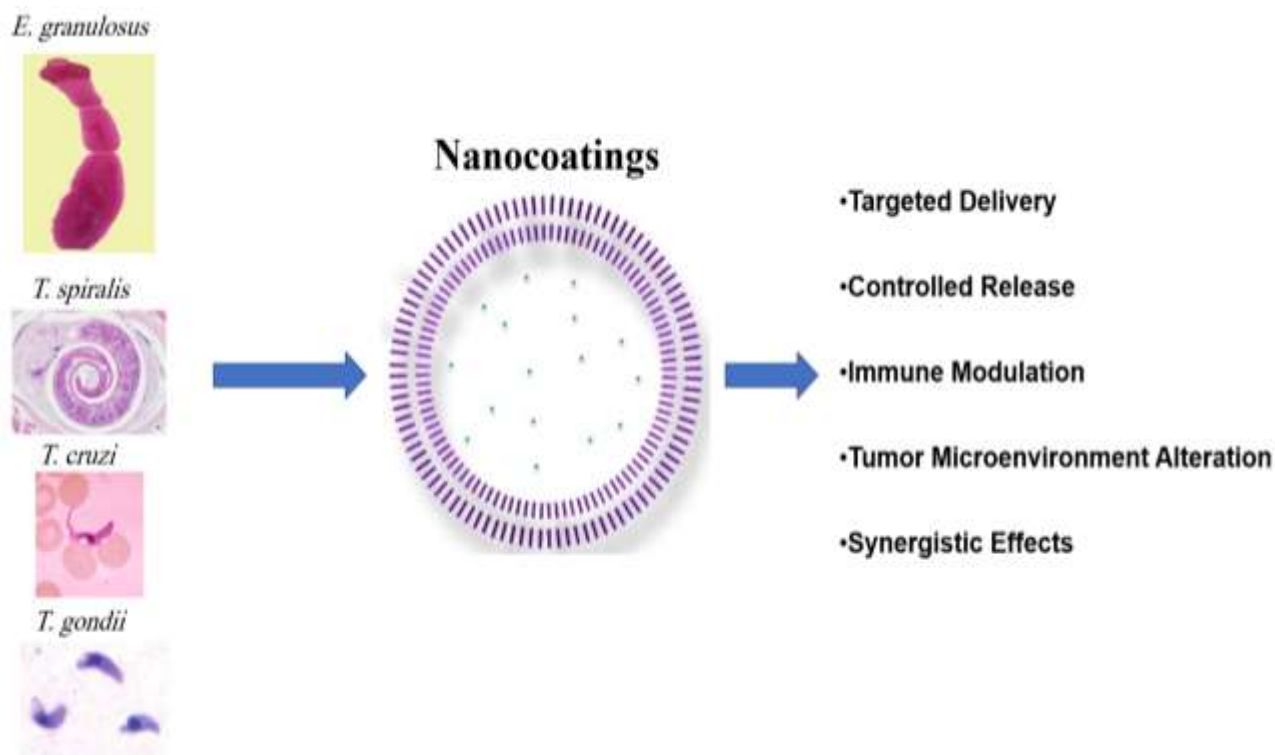 E. granulosus
T. spiralis
T. cruzi
T. gondii
Nanocoatings
•Targeted Delivery
•Controlled Release
•Immune Modulation
•Tumor Microenvironment Alteration
•Synergistic Effects